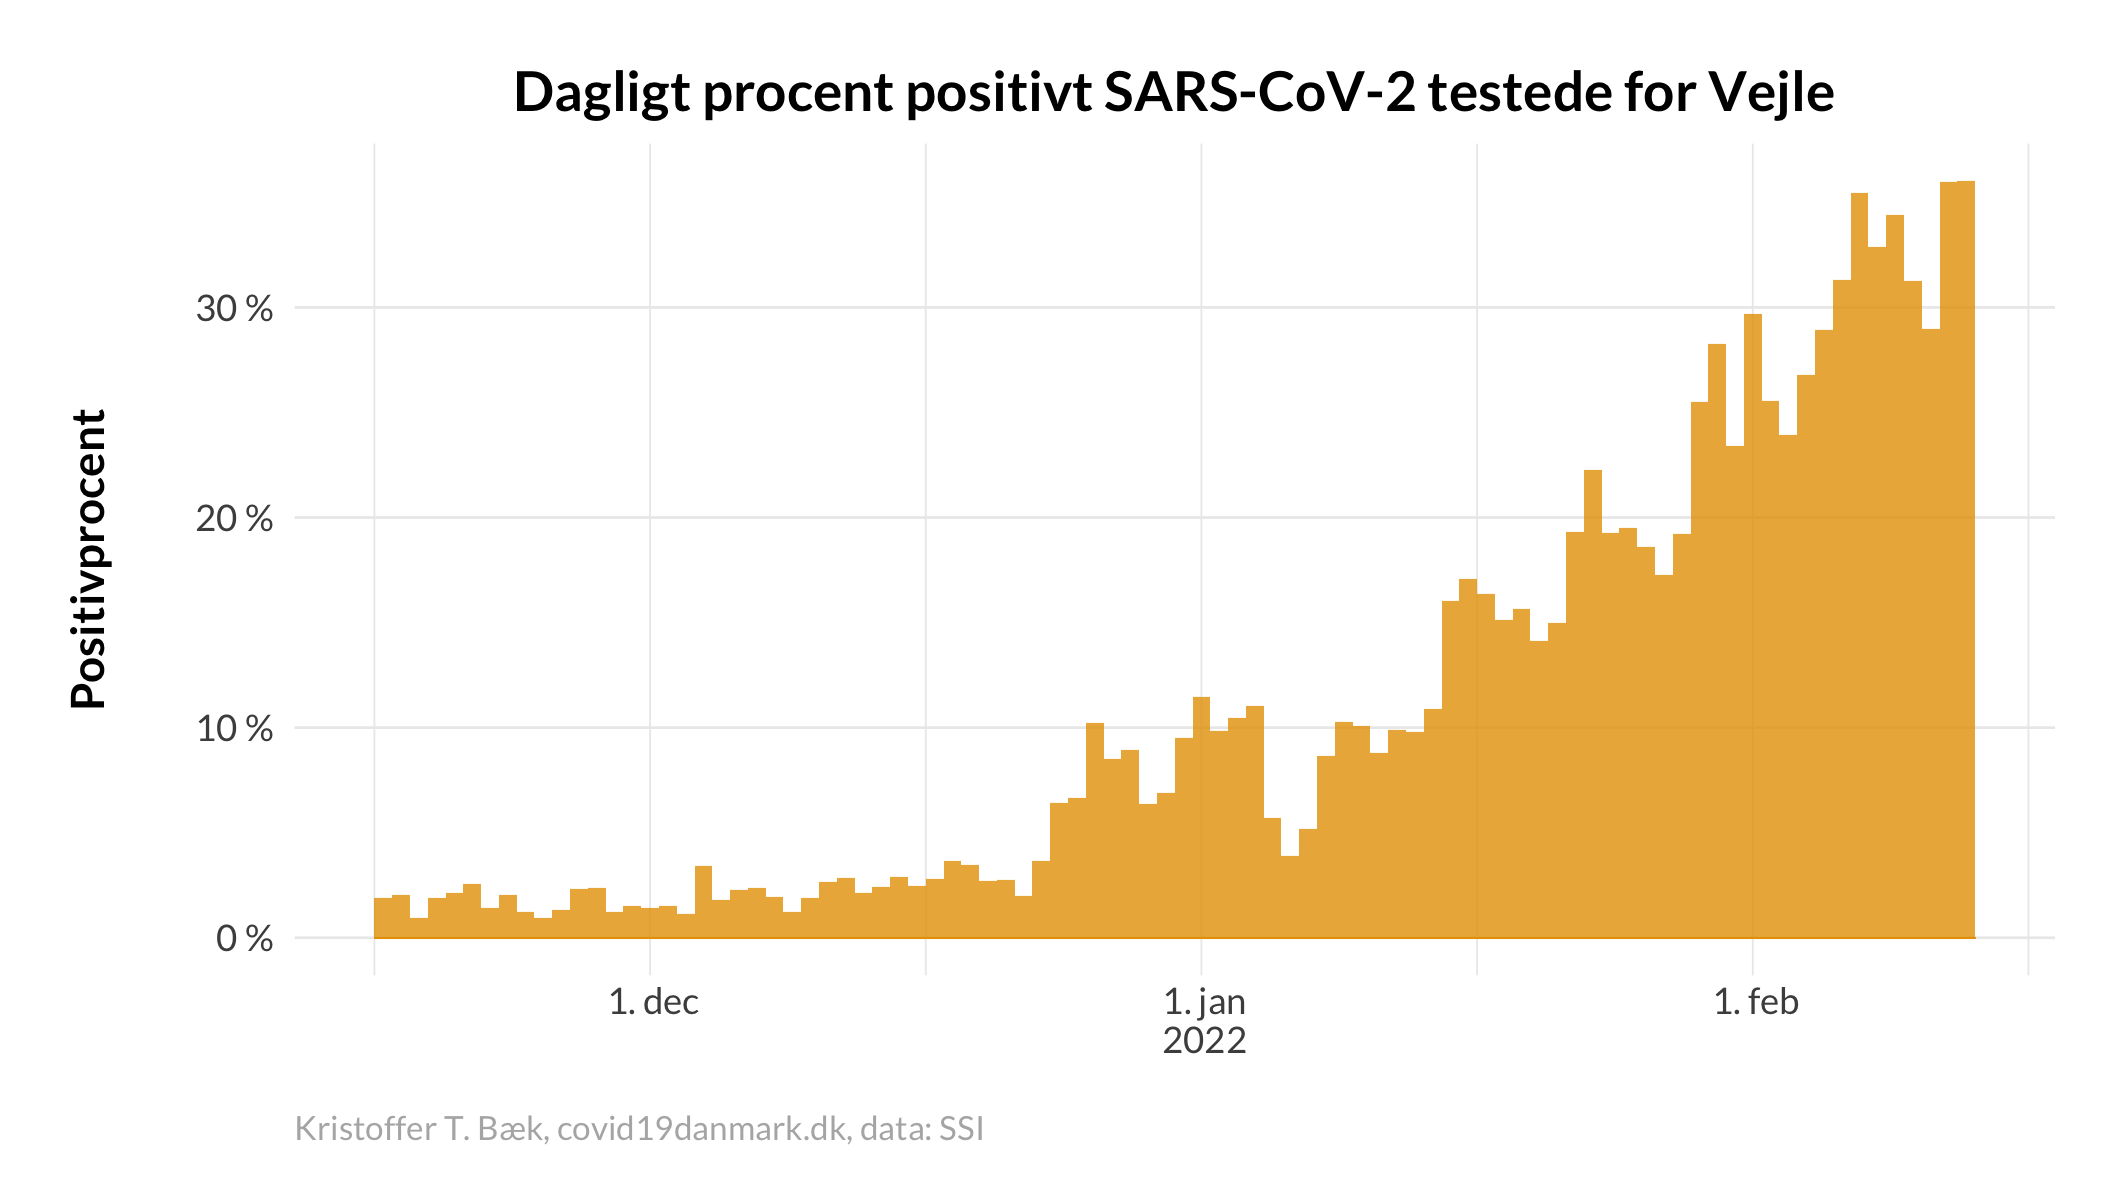 Dagligt procent positivt SARS-CoV-2 testede for Vejle
Positivprocent
30 %
20 %
10 %
0 %
1. dec
1. jan
2022
1. feb
Kristoffer T. Bæk, covid19danmark.dk, data: SSI